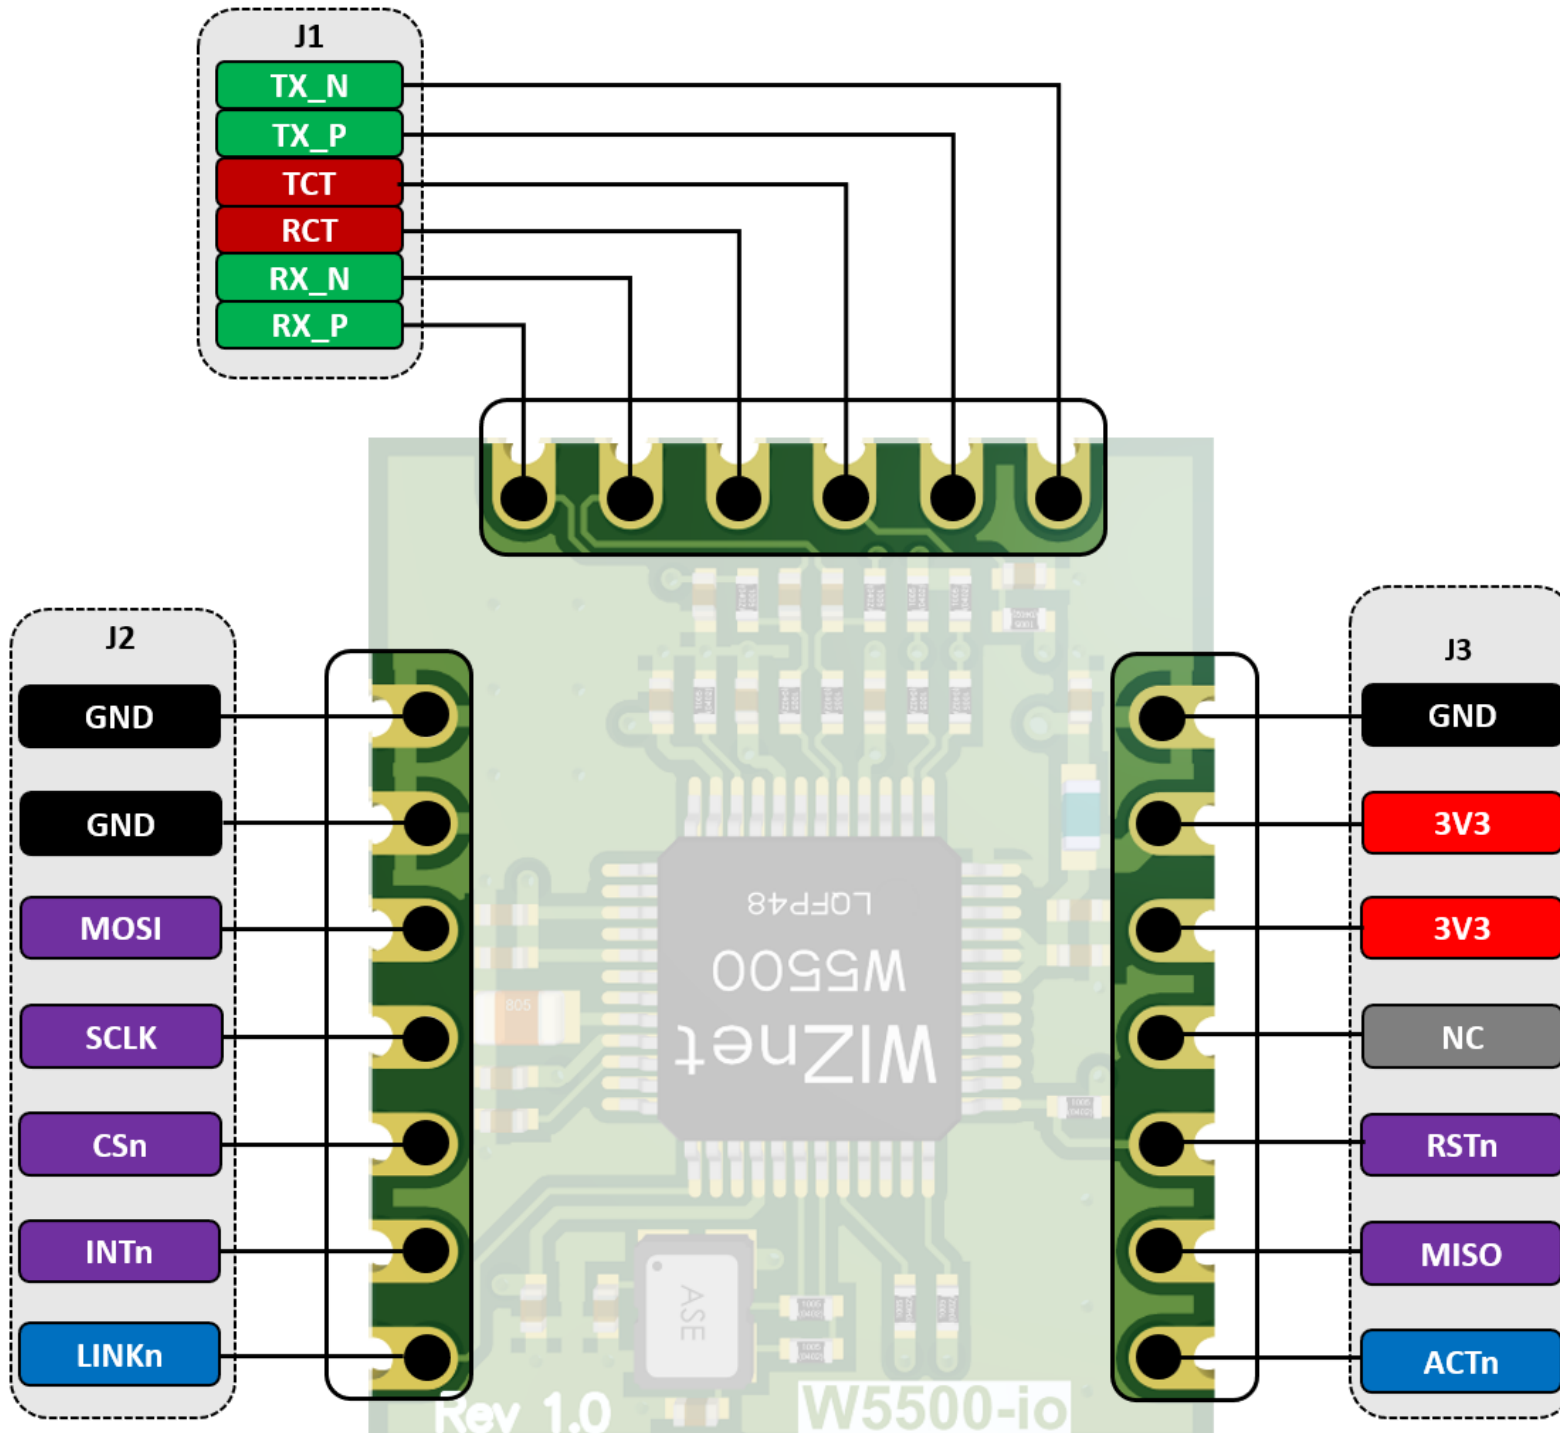 J1
TX_N
TX_P
TCT
RCT
RX_N
RX_P
J2
GND
GND
MOSI
SCLK
CSn
INTn
LINKn
J3
GND
3V3
3V3
NC
RSTn
MISO
ACTn
WIZnet
W5500
LQFP48
805
ASE
Rev 1.0
W5500-io